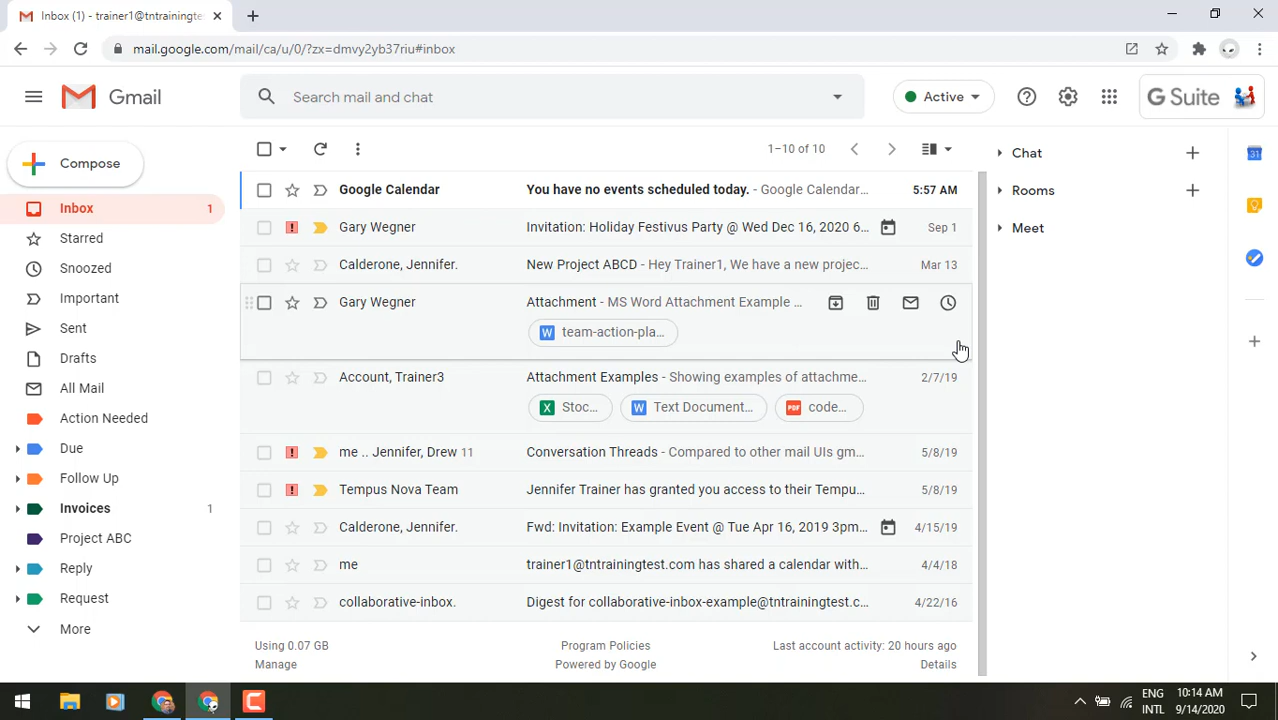 Inbox (1) - trainer1@tntrainingte
mail.google.com/mail/ca/u/0/?zx=dmvy2yb37riu#inbox
Gmail
Search mail and chat
Active
G Suite
Compose
1–10 of 10
Chat
Rooms
Meet
Inbox 1
Starred
Snoozed
Important
Sent
Drafts
All Mail
Action Needed
Due
Follow Up
Invoices 1
Project ABC
Reply
Request
More
Google Calendar You have no events scheduled today. - Google Calendar… 5:57 AM
Gary Wegner Invitation: Holiday Festivus Party @ Wed Dec 16, 2020 6… Sep 1
Calderone, Jennifer. New Project ABCD - Hey Trainer1, We have a new projec… Mar 13
Gary Wegner Attachment - MS Word Attachment Example …
W team-action-pla…
Account, Trainer3 Attachment Examples - Showing examples of attachme… 2/7/19
X Stoc… W Text Document… PDF code…
me .. Jennifer, Drew 11 Conversation Threads - Compared to other mail UIs gm… 5/8/19
Tempus Nova Team Jennifer Trainer has granted you access to their Tempu… 5/8/19
Calderone, Jennifer. Fwd: Invitation: Example Event @ Tue Apr 16, 2019 3pm… 4/15/19
me trainer1@tntrainingtest.com has shared a calendar with… 4/4/18
collaborative-inbox. Digest for collaborative-inbox-example@tntrainingtest.c… 4/22/16
Using 0.07 GB Program Policies Last account activity: 20 hours ago
Manage Powered by Google Details
31
ENG 10:14 AM
INTL 9/14/2020